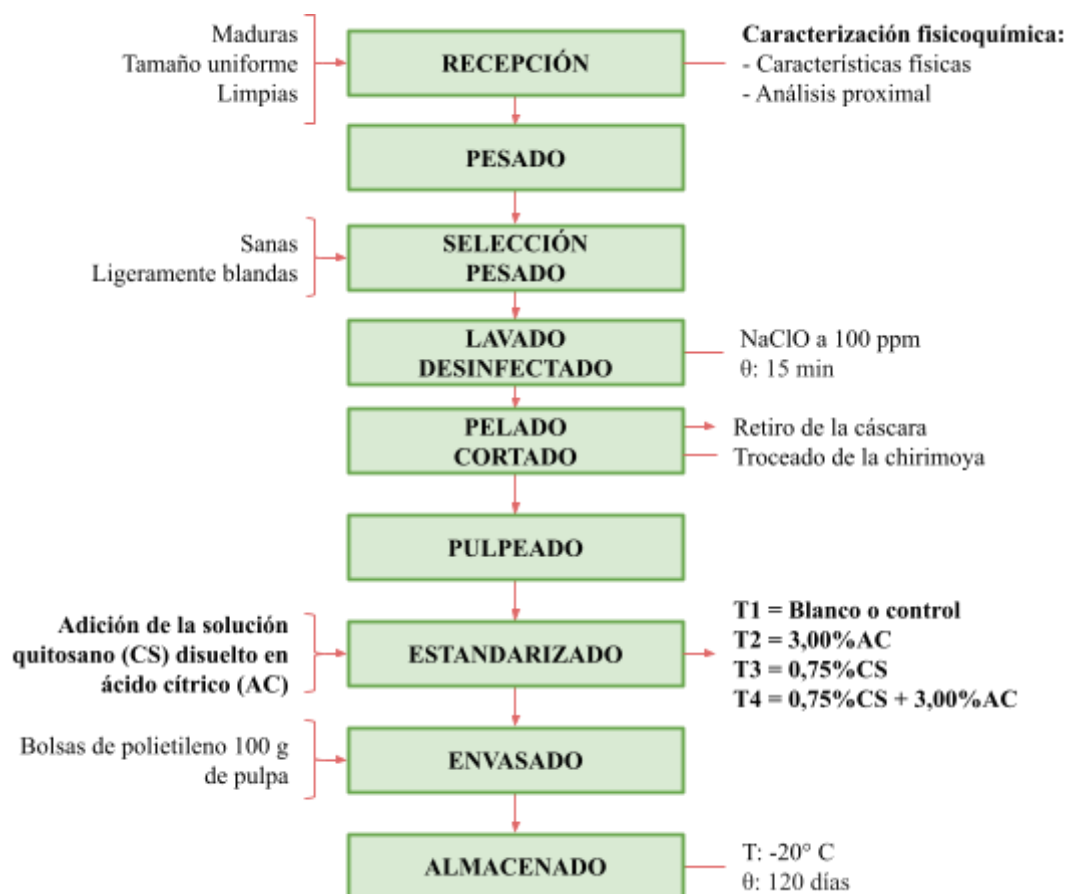 Maduras
Tamaño uniforme
Limpias
RECEPCIÓN
Caracterización fisicoquímica:
- Características físicas
- Análisis proximal
PESADO
Sanas
Ligeramente blandas
SELECCIÓN
PESADO
LAVADO
DESINFECTADO
NaClO a 100 ppm
θ: 15 min
PELADO
CORTADO
Retiro de la cáscara
Troceado de la chirimoya
PULPEADO
Adición de la solución
quitosano (CS) disuelto en
ácido cítrico (AC)
ESTANDARIZADO
T1 = Blanco o control
T2 = 3,00%AC
T3 = 0,75%CS
T4 = 0,75%CS + 3,00%AC
Bolsas de polietileno 100 g
de pulpa
ENVASADO
ALMACENADO
T: -20° C
θ: 120 días